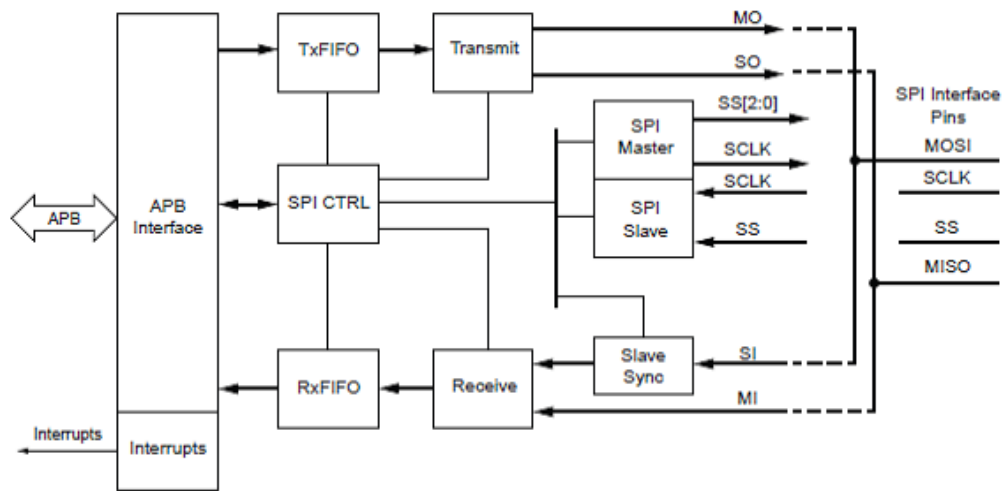 MO
TxFIFO
Transmit
SO
SS[2:0]
SPI Interface
Pins
SPI
Master
MOSI
SCLK
SCLK
SCLK
APB
APB
Interface
SPI CTRL
SPI
Slave
SS
SS
MISO
RxFIFO
Receive
Slave
Sync
SI
MI
Interrupts
Interrupts